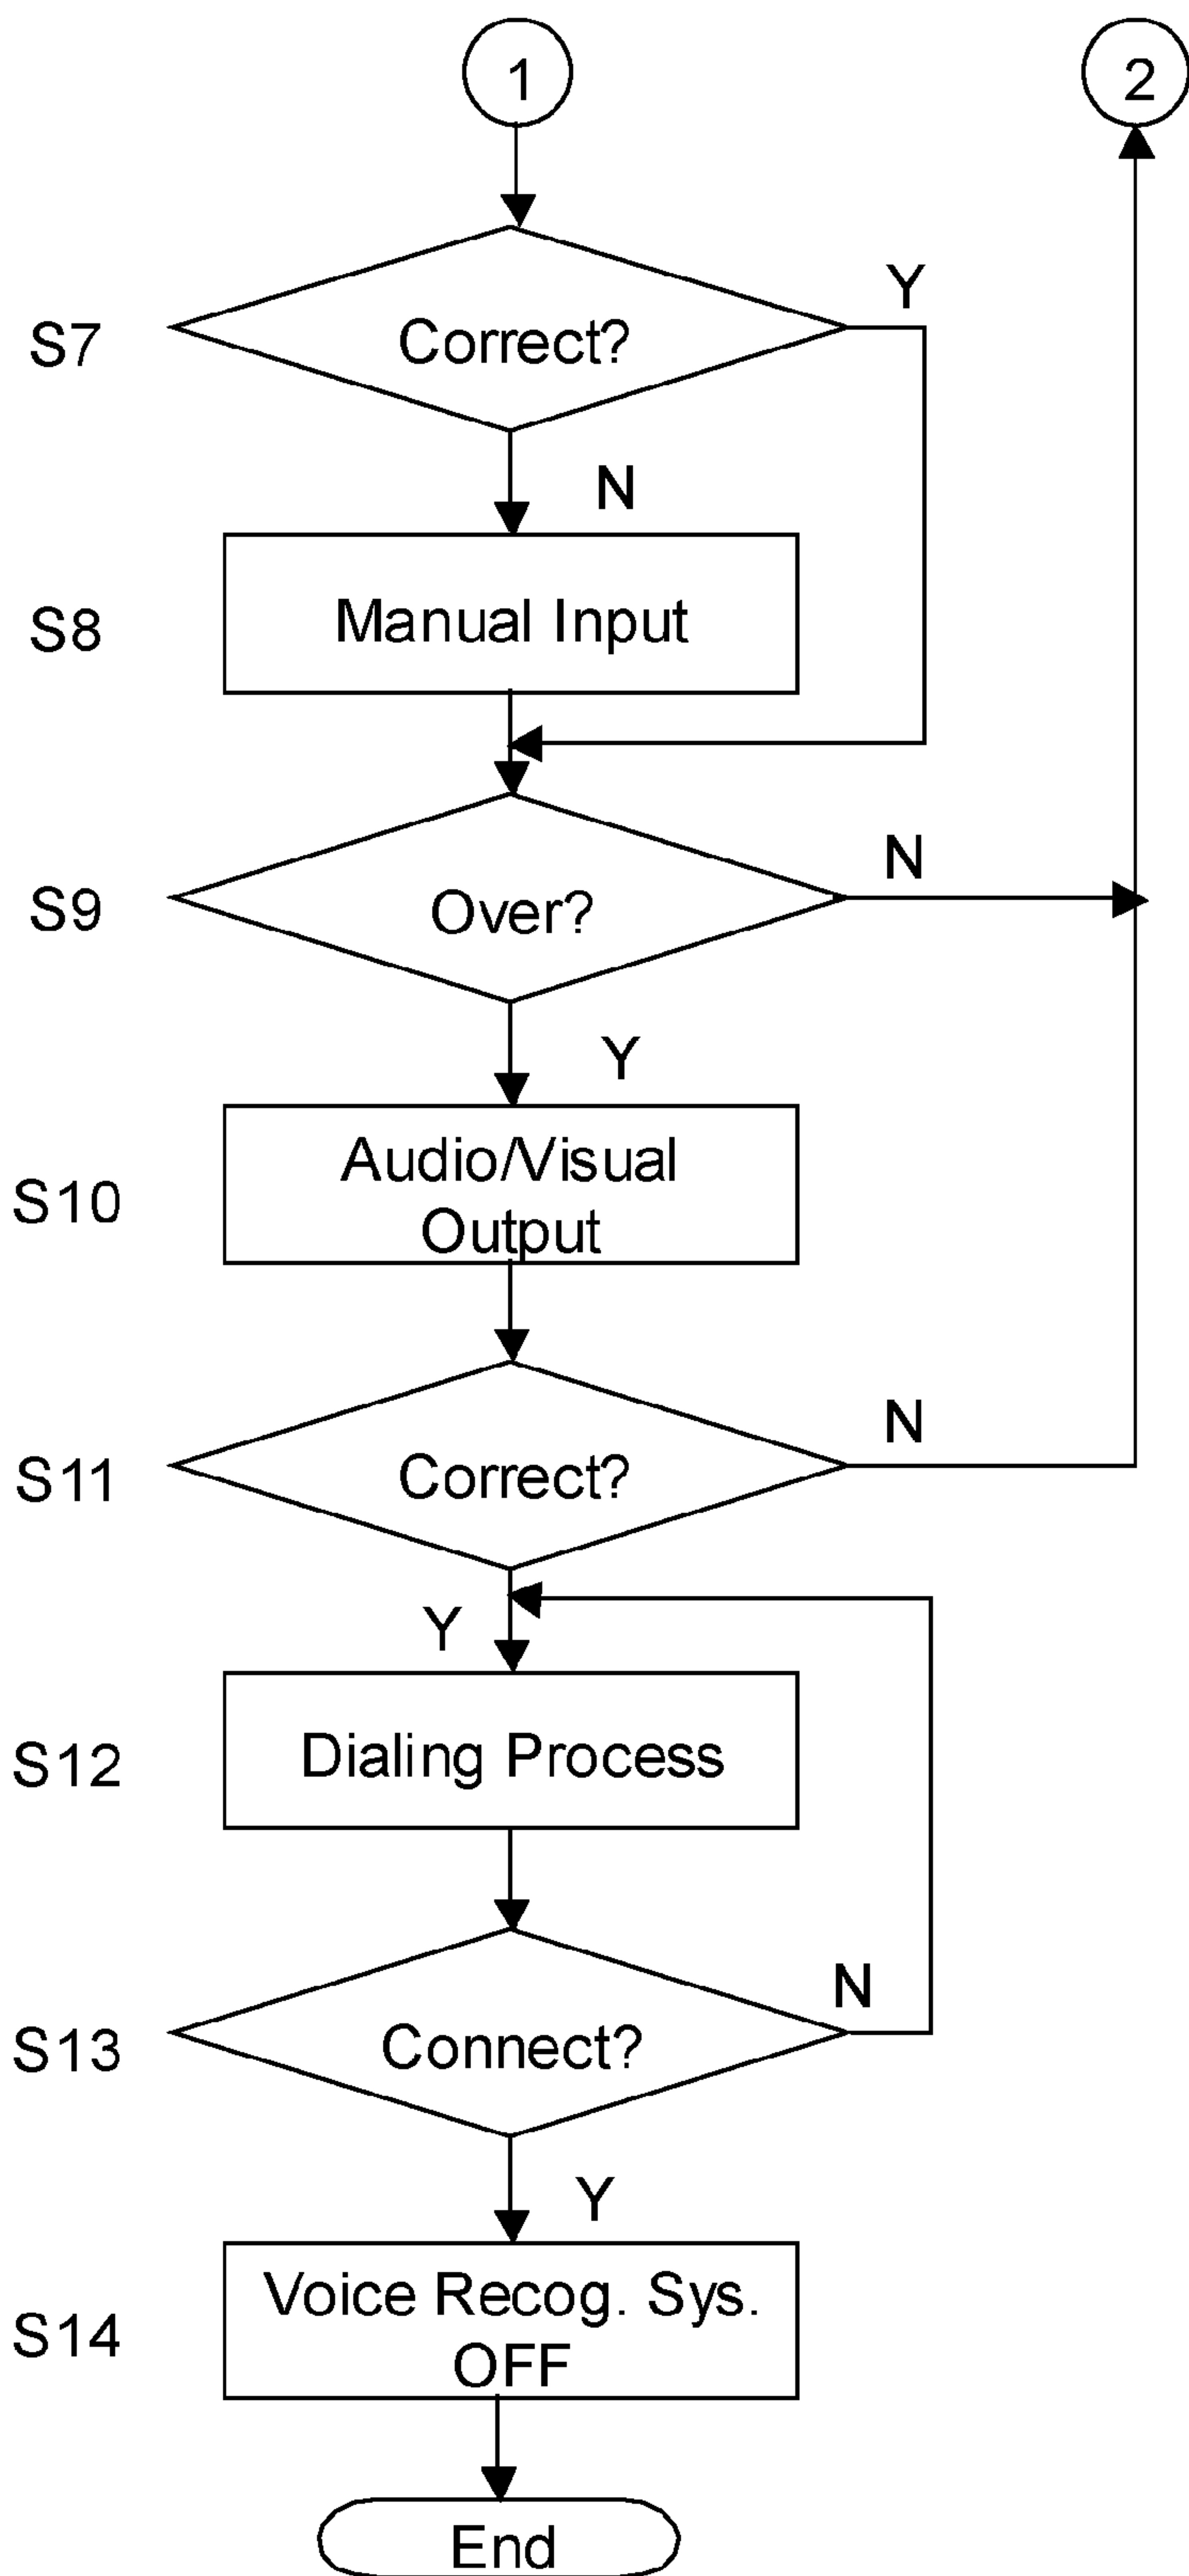 1
2
S7
Correct?
Y
N
S8
Manual Input
S9
Over?
N
Y
S10
Audio/Visual
Output
S11
Correct?
N
Y
S12
Dialing Process
S13
Connect?
N
Y
S14
Voice Recog. Sys.
OFF
End